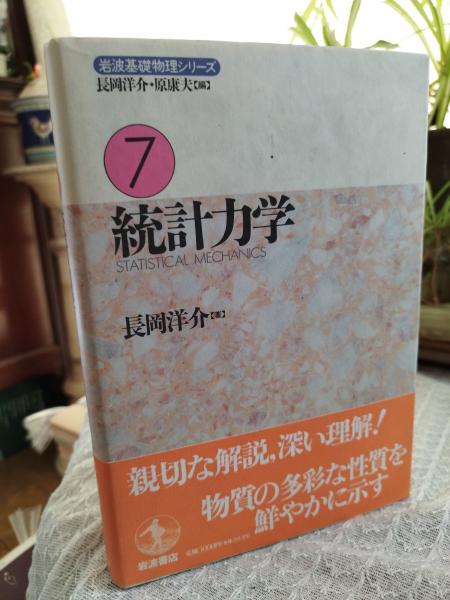 岩波基礎物理シリーズ
長岡洋介・原康夫【編】
7
統計力学
STATISTICAL MECHANICS
長岡洋介【著】
親切な解説，深い理解！
物質の多彩な性質を
鮮やかに示す
岩波書店